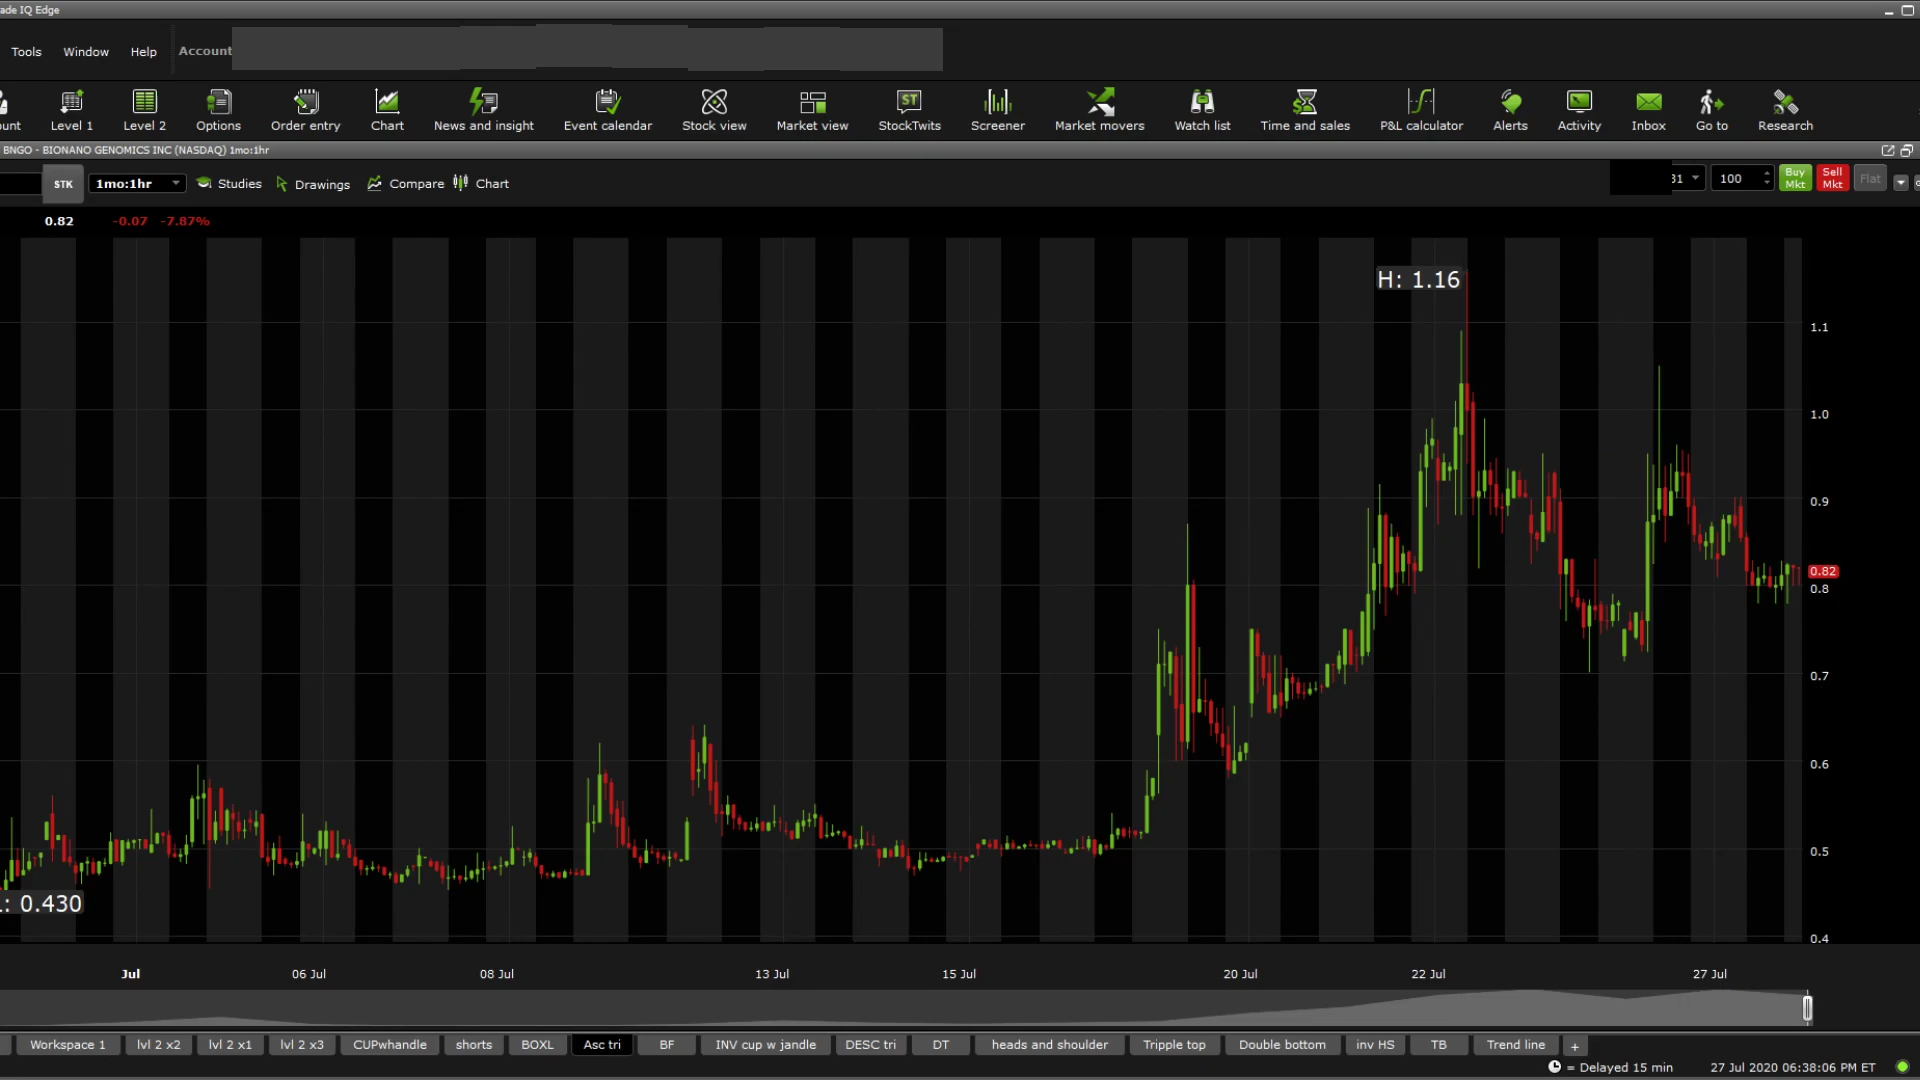 ade IQ Edge
Tools Window Help Account
unt Level 1 Level 2 Options Order entry Chart News and insight Event calendar Stock view Market view StockTwits Screener Market movers Watch list Time and sales P&L calculator Alerts Activity Inbox Go to Research
ST
BNGO - BIONANO GENOMICS INC (NASDAQ) 1mo:1hr
STK 1mo:1hr Studies Drawings Compare Chart 31 100 Buy Mkt Sell Mkt Flat
0.82 -0.07 -7.87%
H: 1.16
1.1
1.0
0.9
0.82
0.8
0.7
0.6
0.5
: 0.430
0.4
Jul 06 Jul 08 Jul 13 Jul 15 Jul 20 Jul 22 Jul 27 Jul
Workspace 1 lvl 2 x2 lvl 2 x1 lvl 2 x3 CUPwhandle shorts BOXL Asc tri BF INV cup w jandle DESC tri DT heads and shoulder Tripple top Double bottom inv HS TB Trend line +
= Delayed 15 min 27 Jul 2020 06:38:06 PM ET